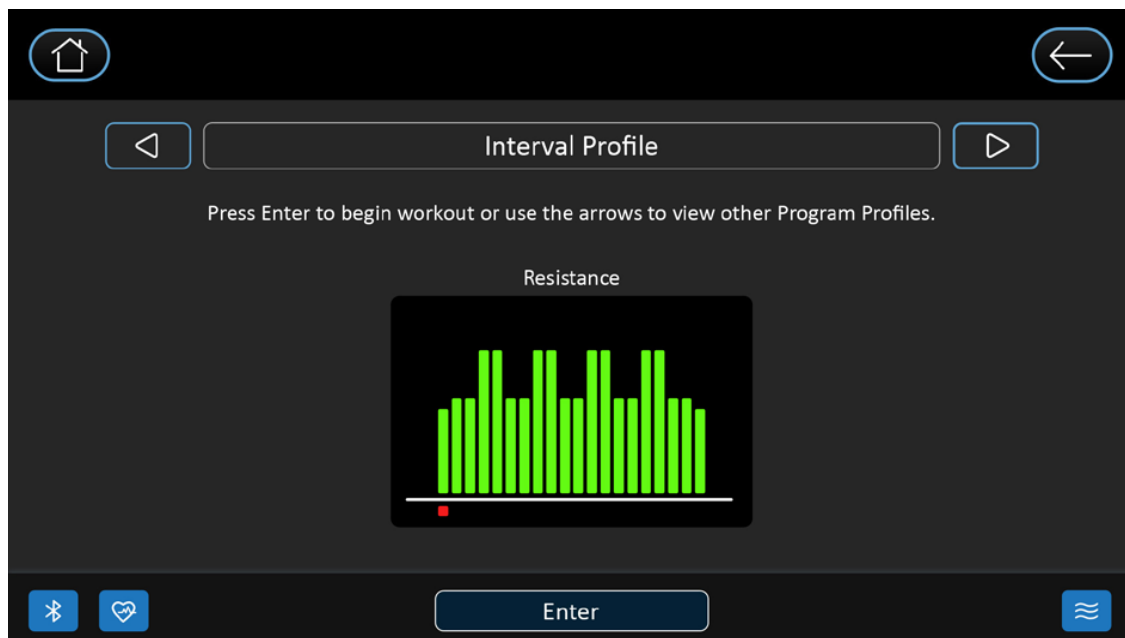 Interval Profile
Press Enter to begin workout or use the arrows to view other Program Profiles.
Resistance
Enter